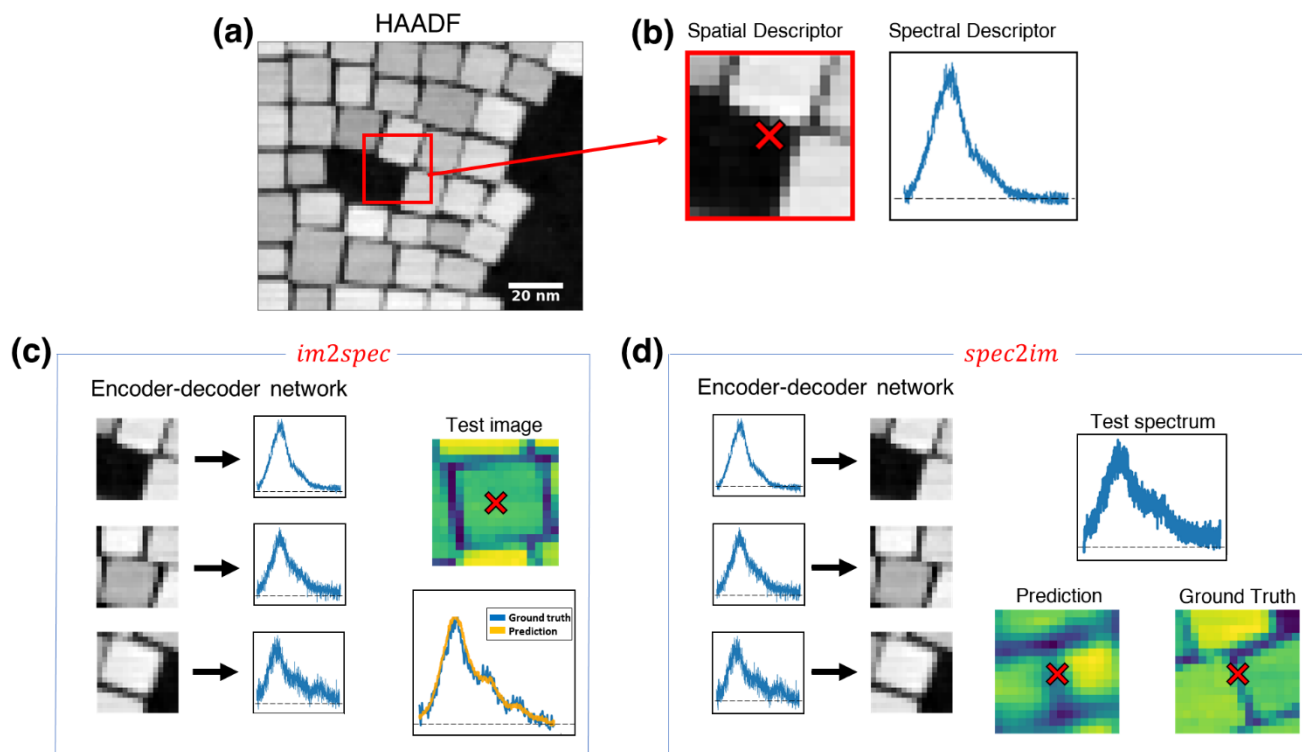 (a)
HAADF
20 nm
(b)
Spatial Descriptor
Spectral Descriptor
(c)
im2spec
Encoder-decoder network
Test image
Ground truth
Prediction
(d)
spec2im
Encoder-decoder network
Test spectrum
Prediction
Ground Truth